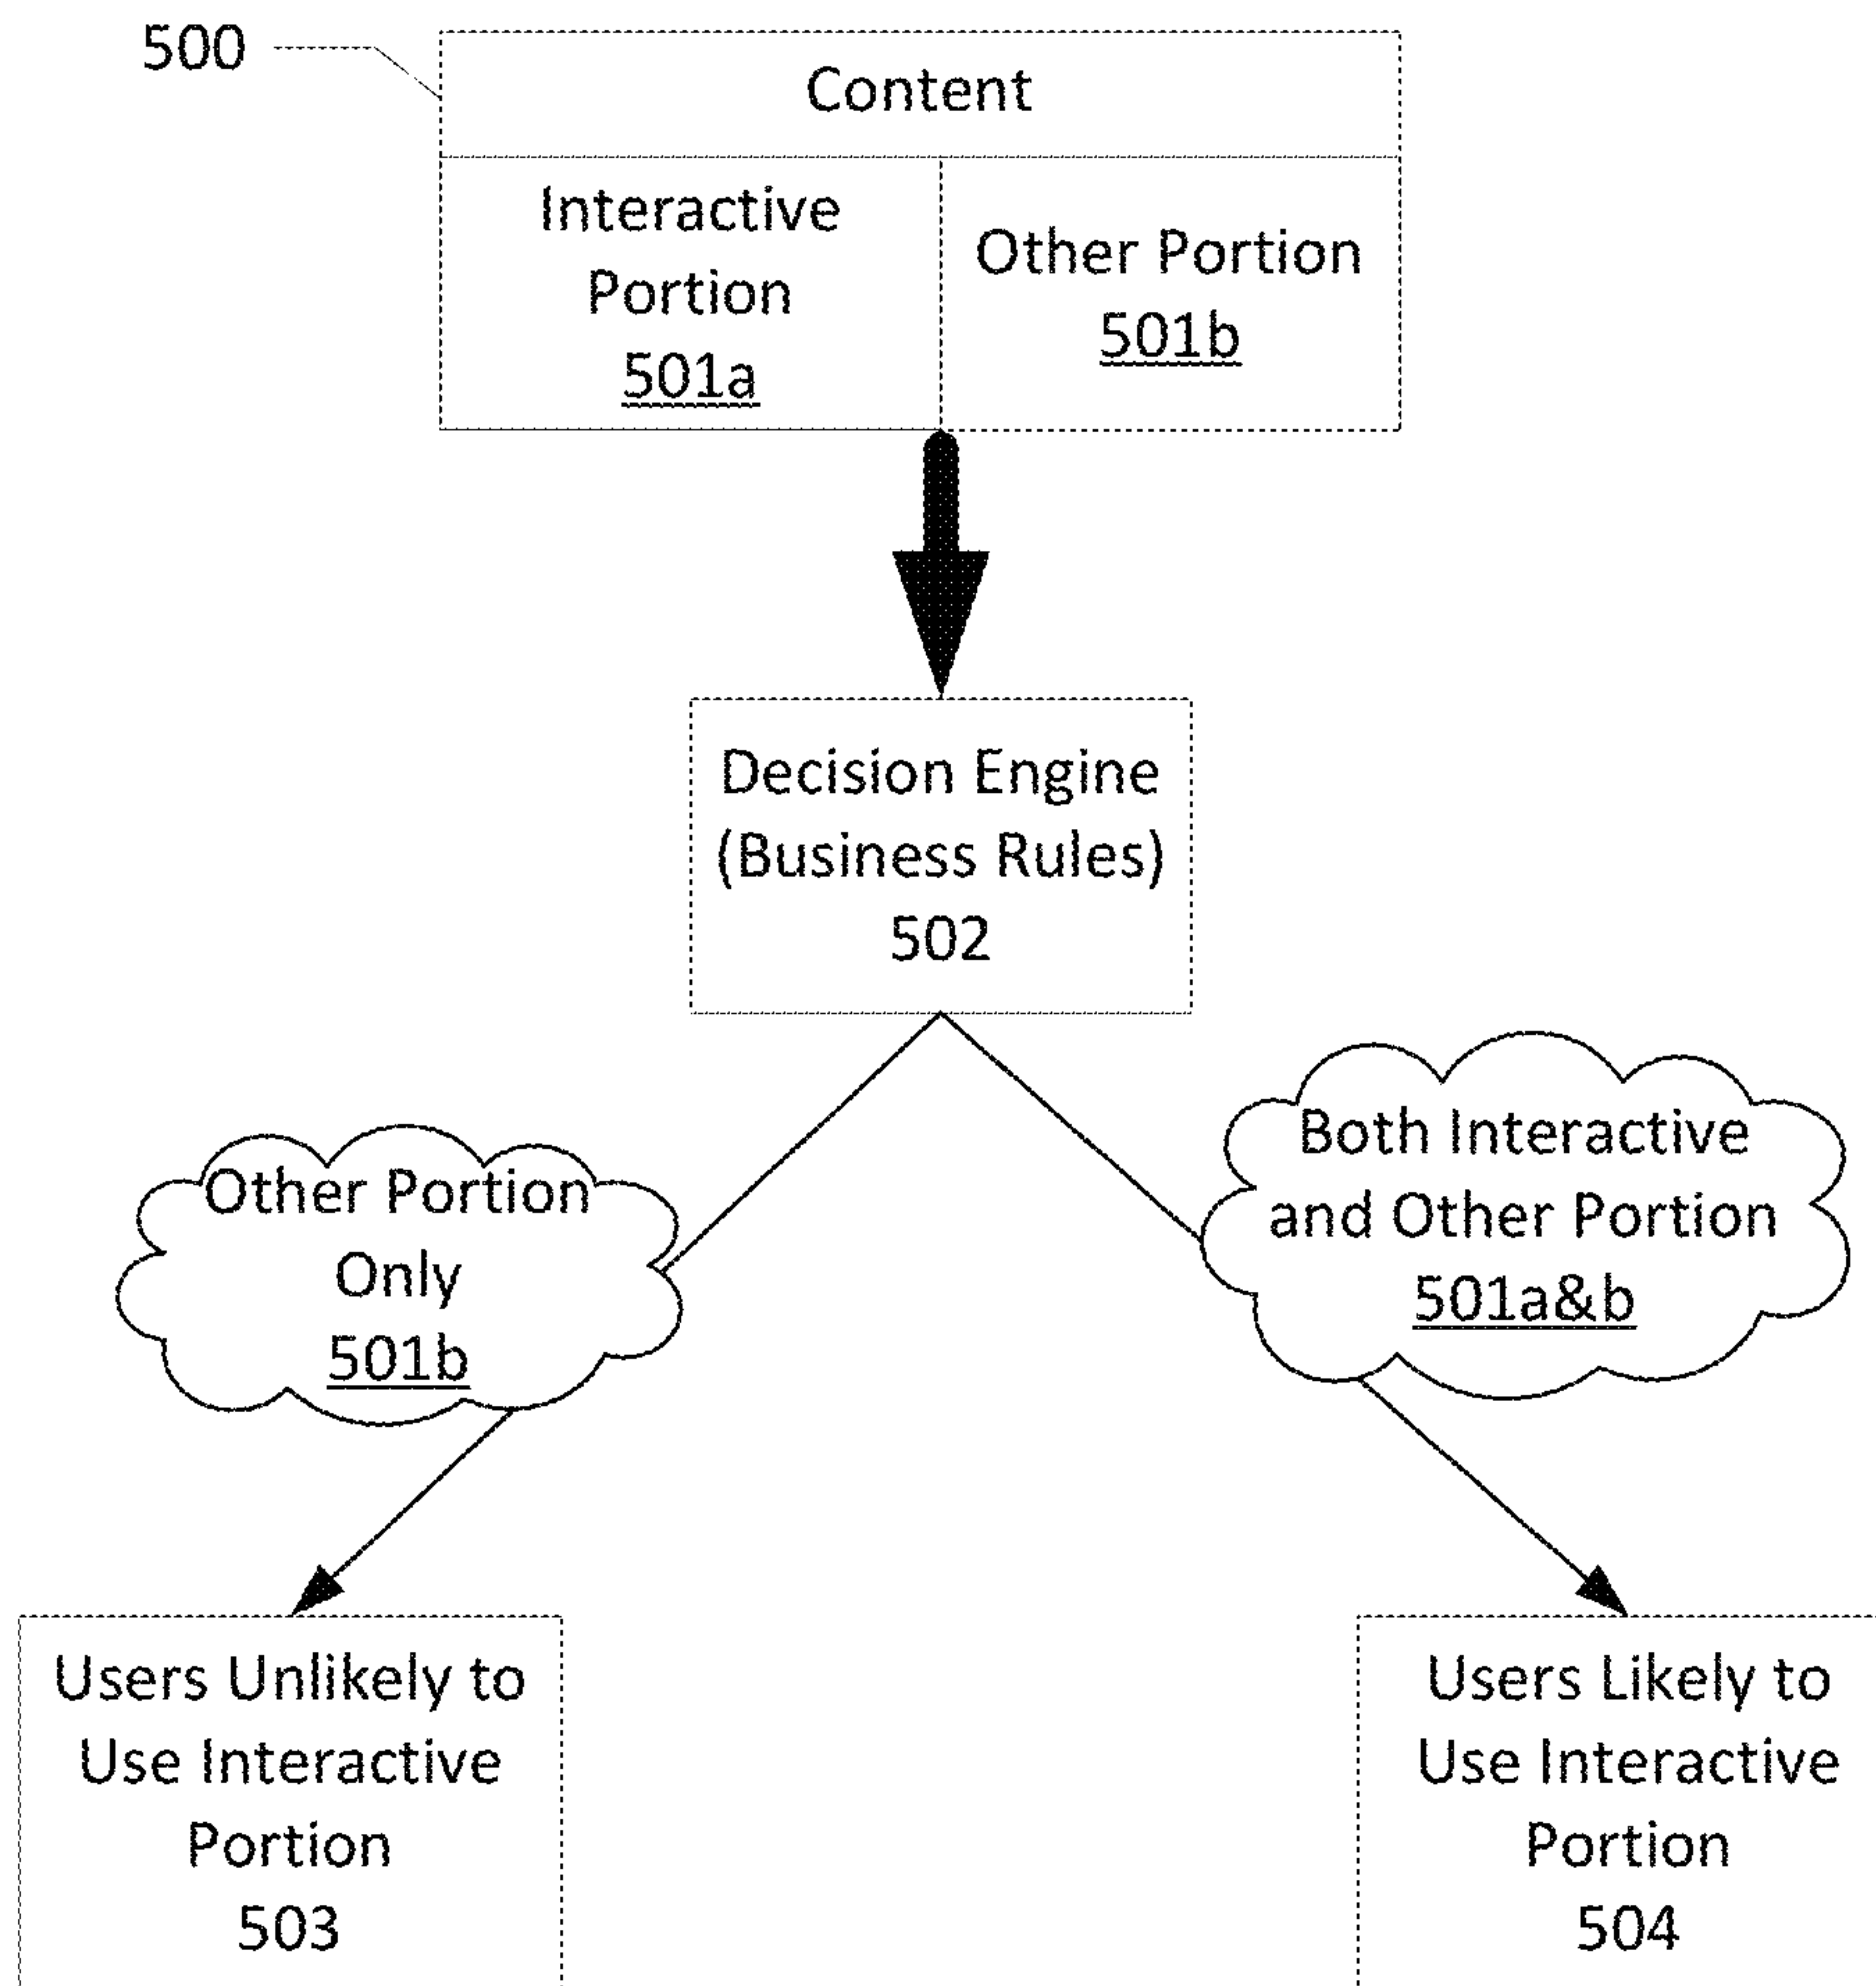 500
Content
Interactive
Portion
501a
Other Portion
501b
Decision Engine
(Business Rules)
502
Other Portion
Only
501b
Both Interactive
and Other Portion
501a&b
Users Unlikely to
Use Interactive
Portion
503
Users Likely to
Use Interactive
Portion
504